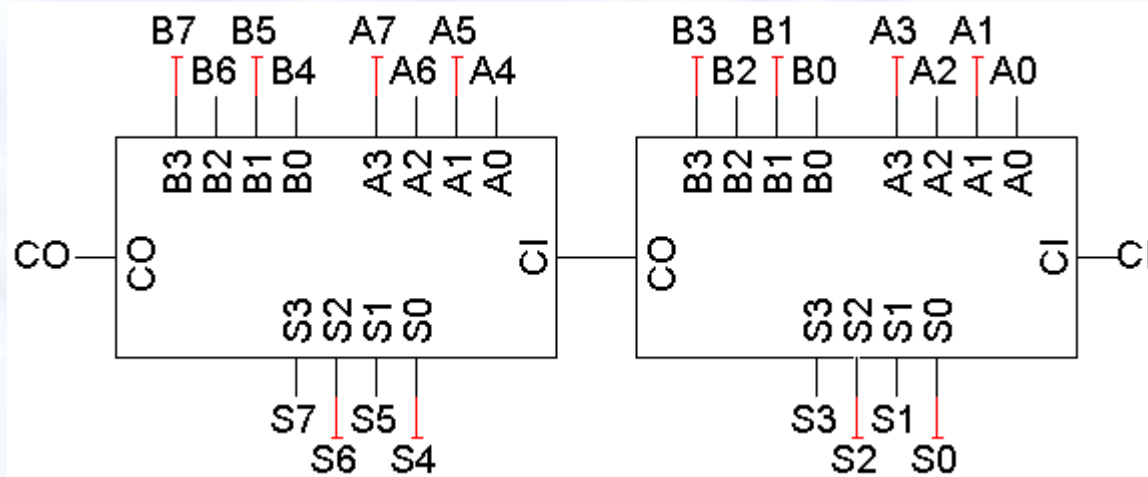 B7 B5 A7 A5 B3 B1 A3 A1
B6 B4 A6 A4 B2 B0 A2 A0
B3 B2 B1 B0 A3 A2 A1 A0 B3 B2 B1 B0 A3 A2 A1 A0
CO CO CI CO CI CI
S3 S2 S1 S0 S3 S2 S1 S0
S7 S5 S3 S1
S6 S4 S2 S0